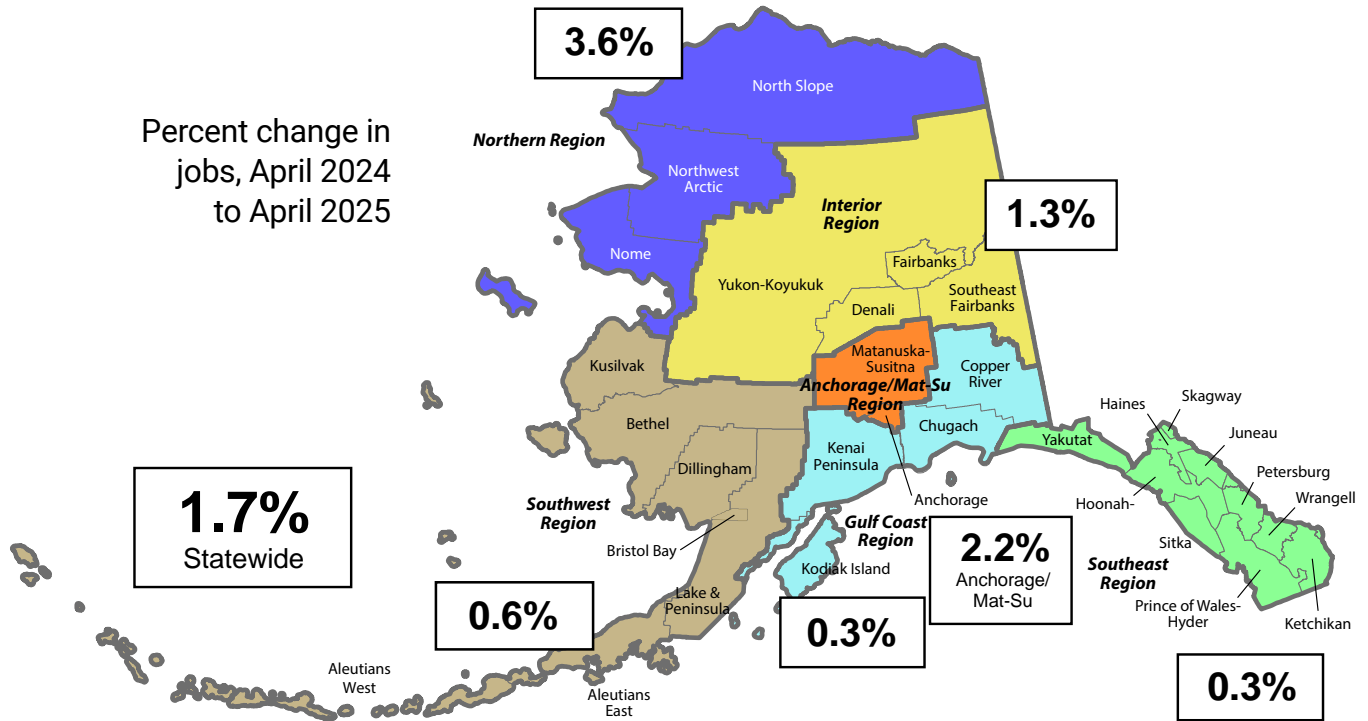 3.6%
North Slope
Percent change in
jobs, April 2024
to April 2025
Northern Region
Northwest
Arctic
Interior
Region
1.3%
Nome
Fairbanks
Yukon-Koyukuk
Southeast
Fairbanks
Denali
Kusilvak
Matanuska-
Susitna
Copper
River
Anchorage/Mat-Su
Region
Haines
Skagway
Bethel
Chugach
Yakutat
Juneau
Kenai
Peninsula
Dillingham
Petersburg
Anchorage
Hoonah-
Wrangell
1.7%
Statewide
Southwest
Region
Gulf Coast
Region
Bristol Bay
2.2%
Anchorage/
Mat-Su
Sitka
Southeast
Region
Kodiak Island
Lake &
Peninsula
0.6%
0.3%
Prince of Wales-
Hyder
Ketchikan
Aleutians
West
Aleutians
East
0.3%